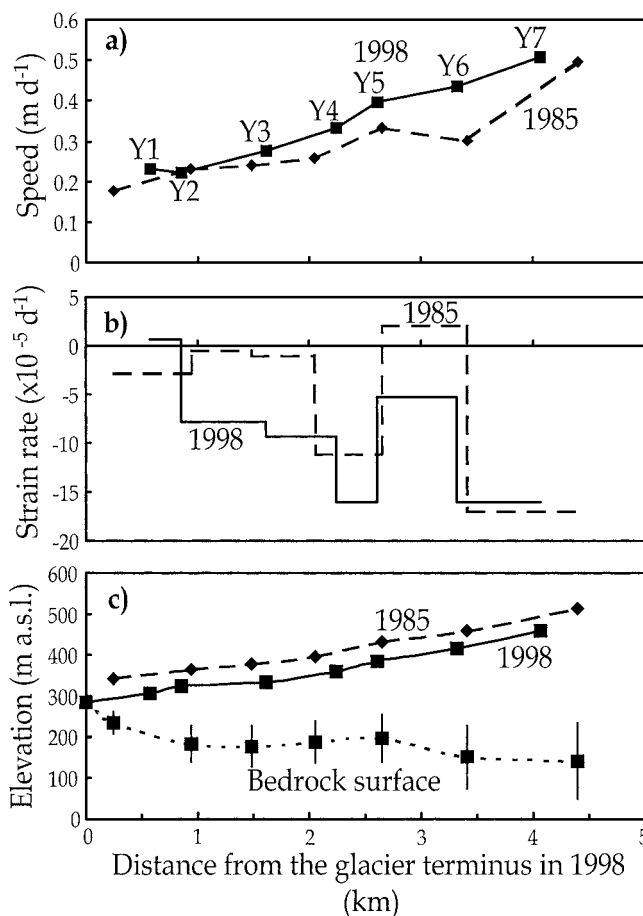 0.6
a)
1998
Y7
0.5
Y6
Y5
0.4
Y4
Y3
1985
0.3
Y1
0.2
Y2
0.1
0
Speed (m d-1)
5
b)
1985
0
-5
1998
-10
-15
-20
Strain rate (x10 -5 d-1)
600
c)
500
1985
400
1998
300
200
100
Bedrock surface
0
Elevation (m a.s.l.)
0 1 2 3 4 5
Distance from the glacier terminus in 1998
(km)